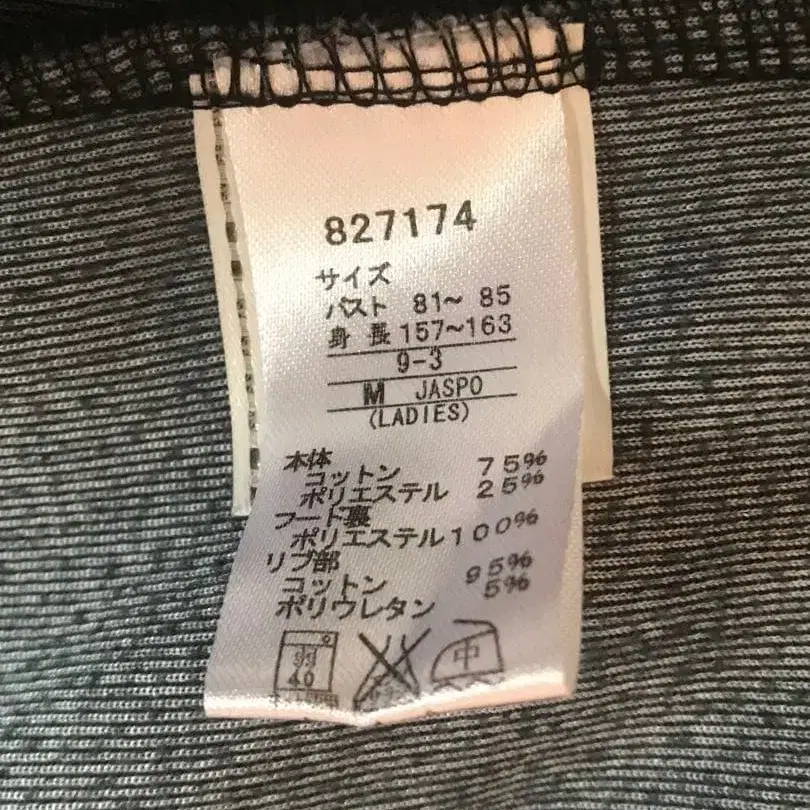 827174
サイズ
バスト 81～ 85
身 長 157～163
9-3
M JASPO
(LADIES)
本体
コットン 75%
ポリエステル 25%
フード裏
ポリエステル100%
リブ部
コットン 95%
ポリウレタン 5%
弱 中
40